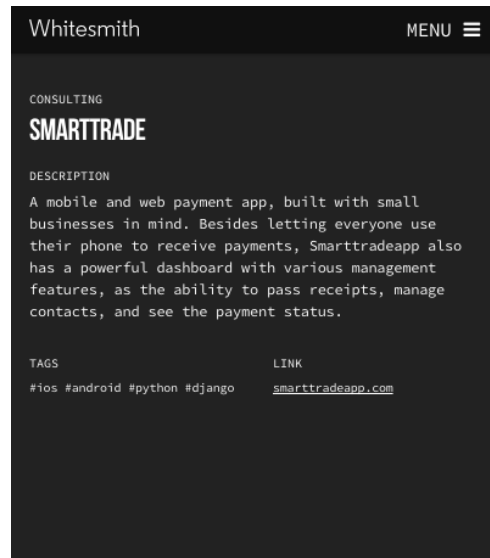 Whitesmith
MENU
CONSULTING
SMARTTRADE
DESCRIPTION
A mobile and web payment app, built with small
businesses in mind. Besides letting everyone use
their phone to receive payments, Smarttradeapp also
has a powerful dashboard with various management
features, as the ability to pass receipts, manage
contacts, and see the payment status.
TAGS
#ios #android #python #django
LINK
smarttradeapp.com